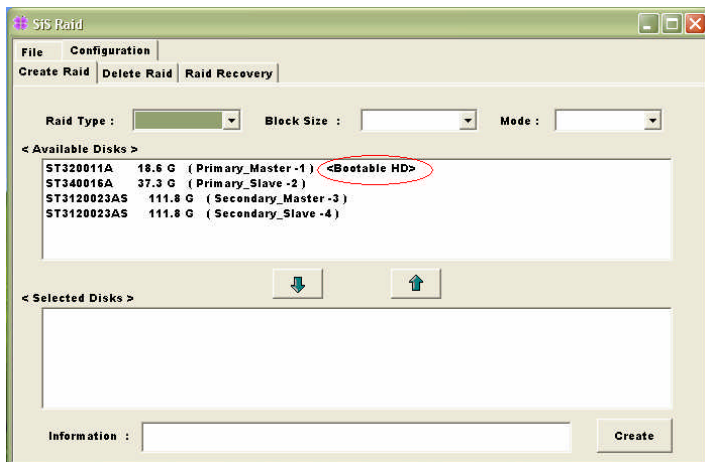 SiS Raid
File Configuration
Create Raid Delete Raid Raid Recovery
Raid Type : Block Size : Mode :
< Available Disks >
ST320011A 18.6 G ( Primary_Master -1 ) <Bootable HD>
ST340016A 37.3 G ( Primary_Slave -2 )
ST3120023AS 111.8 G ( Secondary_Master -3 )
ST3120023AS 111.8 G ( Secondary_Slave -4 )
< Selected Disks >
Information : Create